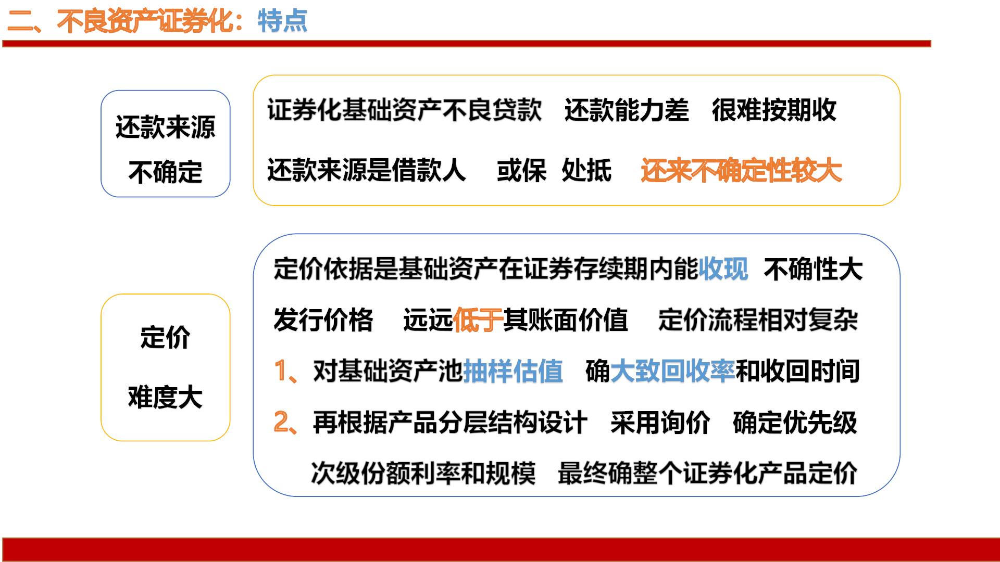 二、不良资产证券化：特点
还款来源
不确定
证券化基础资产不良贷款 还款能力差 很难按期收
还款来源是借款人 或保 处抵 还来不确定性较大
定价
难度大
定价依据是基础资产在证券存续期内能收现 不确性大
发行价格 远远低于其账面价值 定价流程相对复杂
1、对基础资产池抽样估值 确大致回收率和收回时间
2、再根据产品分层结构设计 采用询价 确定优先级
次级份额利率和规模 最终确整个证券化产品定价